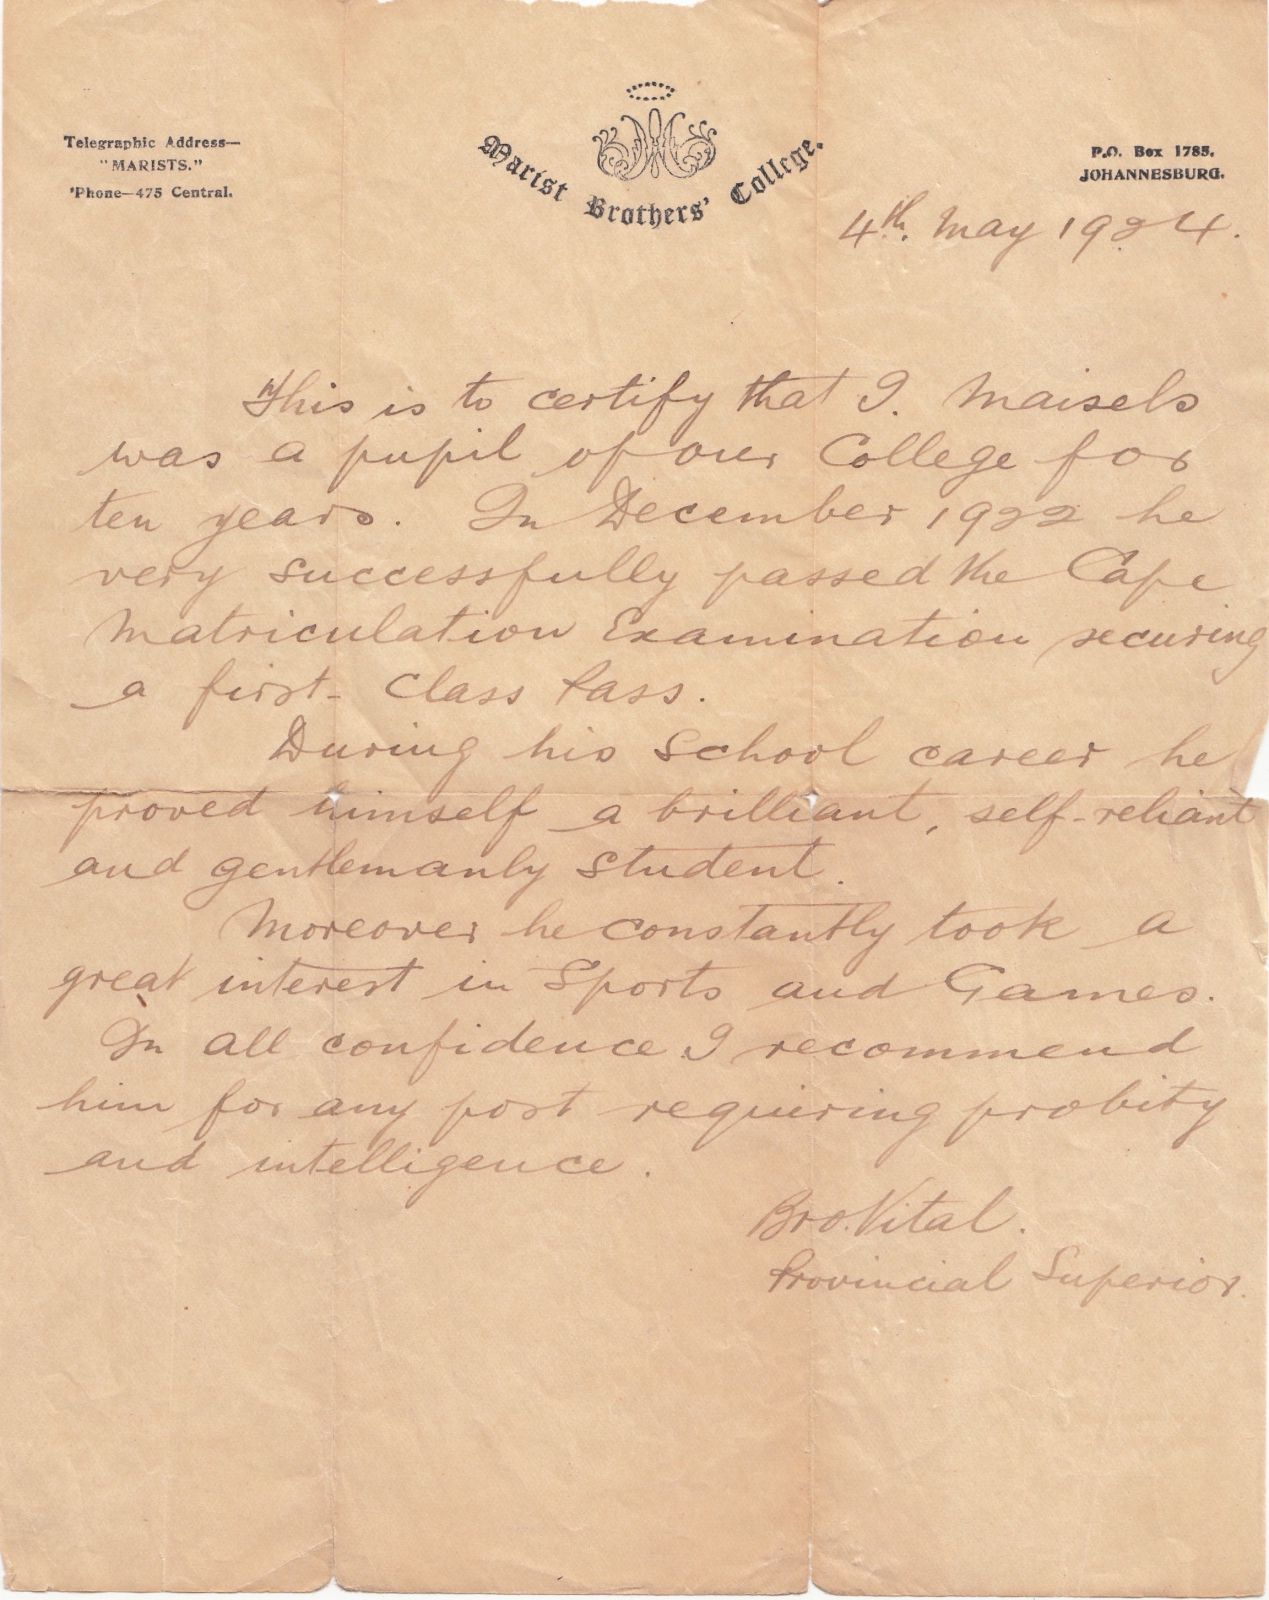 Telegraphic Address—
"MARISTS."
'Phone—475 Central.
Marist Brothers' College.
P.O. Box 1785,
JOHANNESBURG.
4th. May 1924.
This is to certify that I. Maisels
was a pupil of our College for
ten years. In December 1922 he
very successfully passed the Cape
Matriculation Examination securing
a first-Class Pass.
During his School career he
proved himself a brilliant, self-reliant
and gentlemanly student.
Moreover he constantly took a
great interest in Sports and Games.
In all confidence I recommend
him for any post requiering probity
and intelligence.
Bro. Vital.
Provincial Superior.